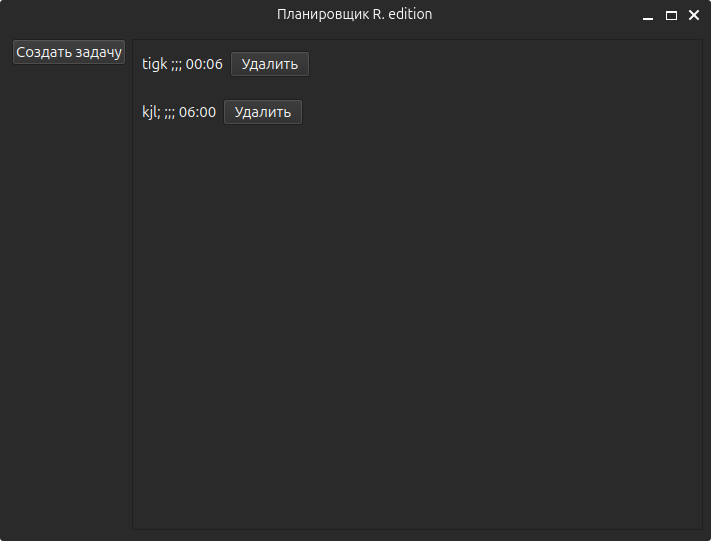 Планировщик R. edition
Создать задачу
tigk ;;; 00:06 Удалить
kjl; ;;; 06:00 Удалить